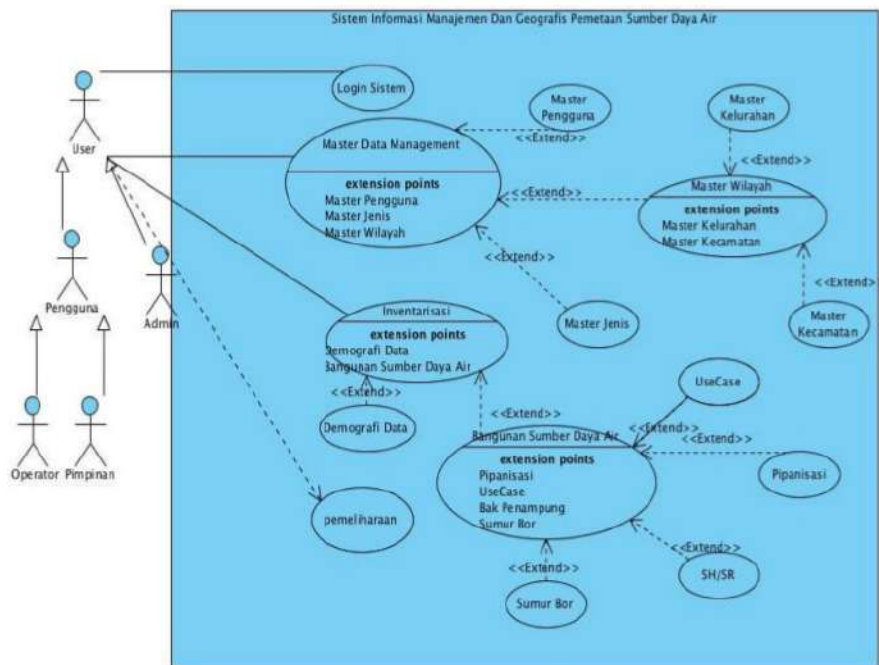 Sistem Informasi Manajemen Dan Geografis Pemetaan Sumber Daya Air
User
Login Sistem
Master
Pengguna
Master
Kelurahan
<<Extend>>
<<Extend>>
Master Data Management
extension points
Master Pengguna
Master Jenis
Master Wilayah
<<Extend>>
Master Wilayah
extension points
Master Kelurahan
Master Kecamatan
<<Extend>>
<<Extend>>
Pengguna
Admin
Master Jenis
Master
Kecamatan
Inventarisasi
extension points
Demografi Data
Bangunan Sumber Daya Air
<<Extend>>
<<Extend>>
Demografi Data
UseCase
Bangunan Sumber Daya Air
extension points
Pipanisasi
UseCase
Bak Penampung
Sumur Bor
<<Extend>>
Pipanisasi
Operator
Pimpinan
pemeliharaan
<<Extend>>
<<Extend>>
SH/SR
Sumur Bor